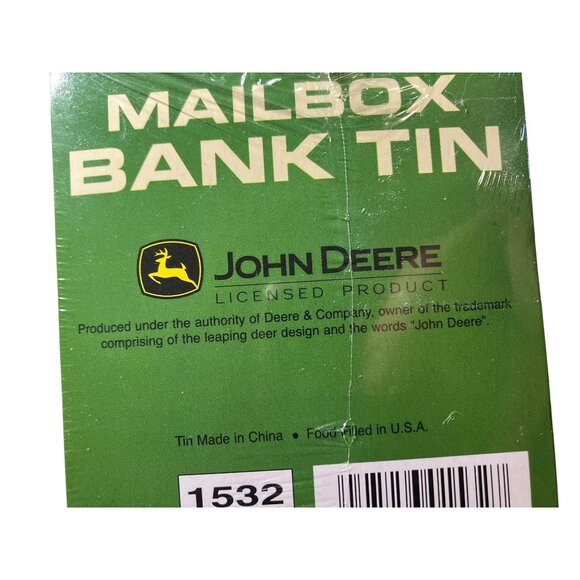 MAILBOX
BANK TIN
JOHN DEERE
LICENSED PRODUCT
Produced under the authority of Deere & Company, owner of the trademark
comprising of the leaping deer design and the words "John Deere".
Tin Made in China • Food Filled in U.S.A.
1532